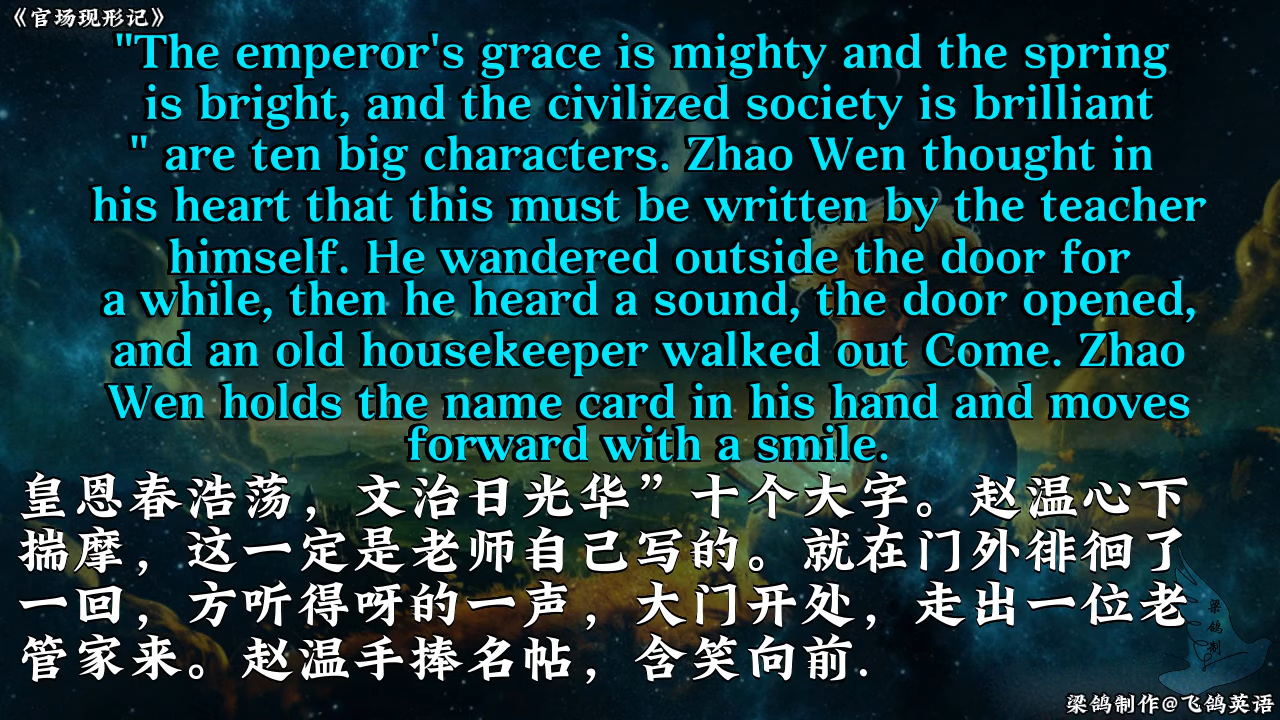 《官场现形记》
"The emperor's grace is mighty and the spring
is bright, and the civilized society is brilliant
" are ten big characters. Zhao Wen thought in
his heart that this must be written by the teacher
himself. He wandered outside the door for
a while, then he heard a sound, the door opened,
and an old housekeeper walked out Come. Zhao
Wen holds the name card in his hand and moves
forward with a smile.
皇恩春浩荡，文治日光华”十个大字。赵温心下
揣摩，这一定是老师自己写的。就在门外徘徊了
一回，方听得呀的一声，大门开处，走出一位老
管家来。赵温手捧名帖，含笑向前.
梁鸽制
梁鸽制作@飞鸽英语